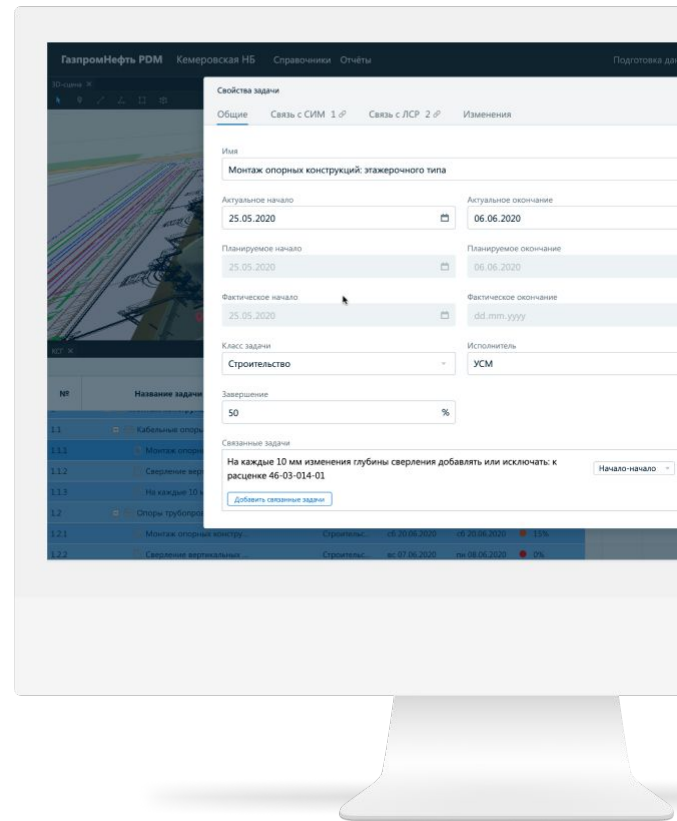 ГазпромНефть PDM Кемеровская НБ Справочники Отчёты Подготовка
3D-сцена
Свойства задачи
Общие Связь с СИМ 1 Связь с ЛСР 2 Изменения
Имя
Монтаж опорных конструкций: этажерочного типа
Актуальное начало Актуальное окончание
25.05.2020 06.06.2020
Планируемое начало Планируемое окончание
25.05.2020 06.06.2020
Фактическое начало Фактическое окончание
25.05.2020 dd.mm.yyyy
КСГ
Класс задачи Исполнитель
Строительство УСМ
№ Название задачи
Завершение
50 %
1.1 Кабельные опоры
Связанные задачи
1.1.1 Монтаж
На каждые 10 мм изменения глубины сверления добавлять или исключать: к
расценке 46-03-014-01
Начало-начало
1.1.2 Сверление
1.1.3 На каждые 10
Добавить связанные задачи
1.2 Опоры
1.2.1 Монтаж опорных констру... Строительс... сб 20.06.2020 сб 20.06.2020 15%
1.2.2 Сверление вертикальных ... Строительс... вс 07.06.2020 пн 08.06.2020 0%